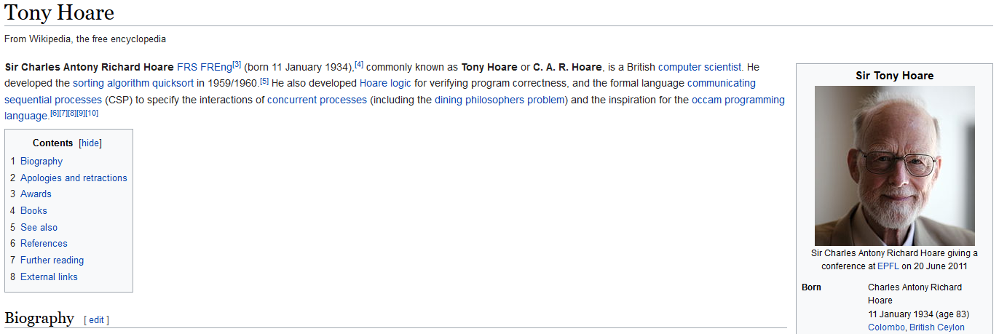 Tony Hoare
From Wikipedia, the free encyclopedia
Sir Charles Antony Richard Hoare FRS FREng[3] (born 11 January 1934),[4] commonly known as Tony Hoare or C. A. R. Hoare, is a British computer scientist. He
developed the sorting algorithm quicksort in 1959/1960.[5] He also developed Hoare logic for verifying program correctness, and the formal language communicating
sequential processes (CSP) to specify the interactions of concurrent processes (including the dining philosophers problem) and the inspiration for the occam programming
language.[6][7][8][9][10]
Contents [hide]
1 Biography
2 Apologies and retractions
3 Awards
4 Books
5 See also
6 References
7 Further reading
8 External links
Biography [ edit ]
Sir Tony Hoare
Sir Charles Antony Richard Hoare giving a
conference at EPFL on 20 June 2011
Born Charles Antony Richard
Hoare
11 January 1934 (age 83)
Colombo, British Ceylon